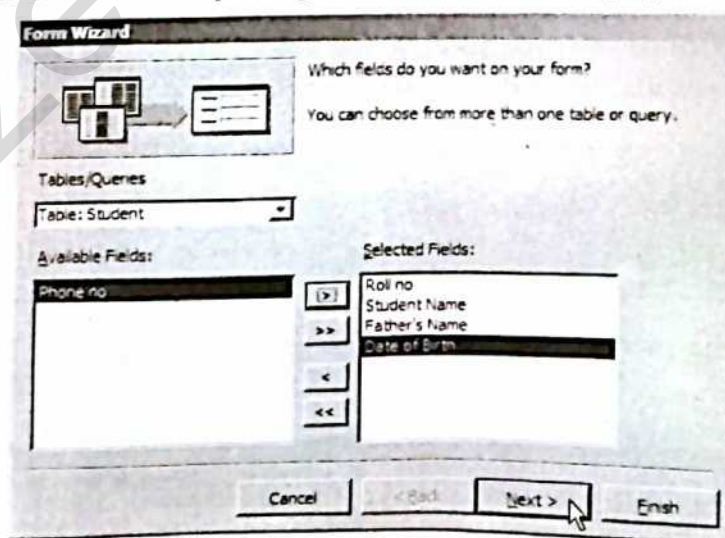 Form Wizard
Which fields do you want on your form?
You can choose from more than one table or query.
Tables/Queries
Table: Student
Available Fields:
Selected Fields:
Phone no
>
>>
<
<<
Roll no
Student Name
Father's Name
Date of Birth
Cancel
< Back
Next >
Finish